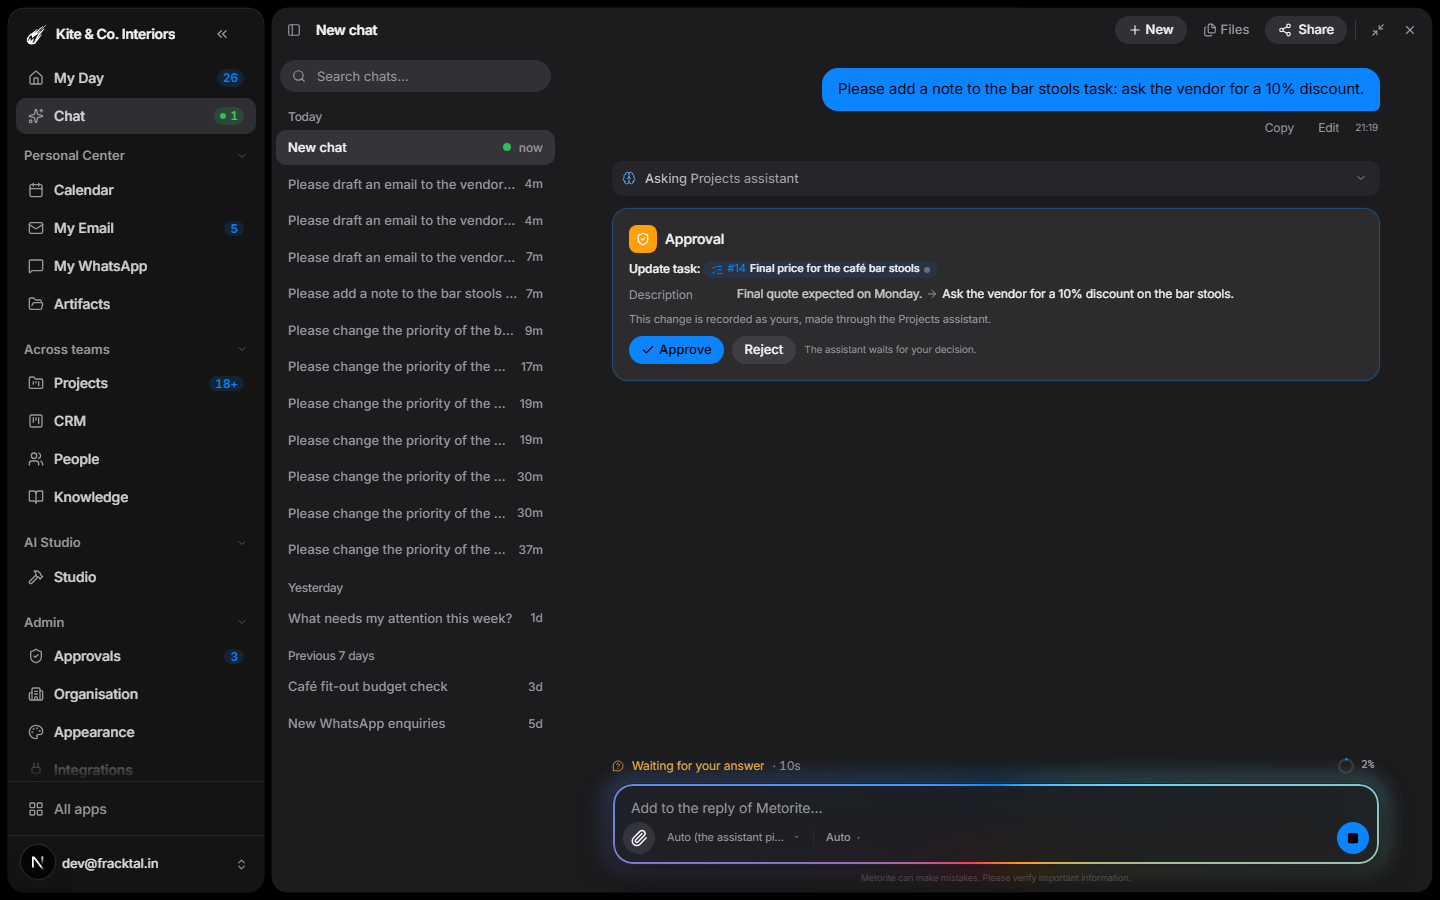 Kite & Co. Interiors
My Day 26
Chat 1
Personal Center
Calendar
My Email 5
My WhatsApp
Artifacts
Across teams
Projects 18+
CRM
People
Knowledge
AI Studio
Studio
Admin
Approvals 3
Organisation
Appearance
Integrations
All apps
N dev@fracktal.in
New chat
New Files Share
Search chats...
Today
New chat now
Please draft an email to the vendor... 4m
Please draft an email to the vendor... 4m
Please draft an email to the vendor... 7m
Please add a note to the bar stools ... 7m
Please change the priority of the b... 9m
Please change the priority of the ... 17m
Please change the priority of the ... 19m
Please change the priority of the ... 19m
Please change the priority of the ... 30m
Please change the priority of the ... 30m
Please change the priority of the ... 37m
Yesterday
What needs my attention this week? 1d
Previous 7 days
Café fit-out budget check 3d
New WhatsApp enquiries 5d
Please add a note to the bar stools task: ask the vendor for a 10% discount.
Copy Edit 21:19
Asking Projects assistant
Approval
Update task: #14 Final price for the café bar stools
Description Final quote expected on Monday. → Ask the vendor for a 10% discount on the bar stools.
This change is recorded as yours, made through the Projects assistant.
Approve Reject The assistant waits for your decision.
Waiting for your answer · 10s 2%
Add to the reply of Metorite...
Auto (the assistant pi... Auto
Metorite can make mistakes. Please verify important information.